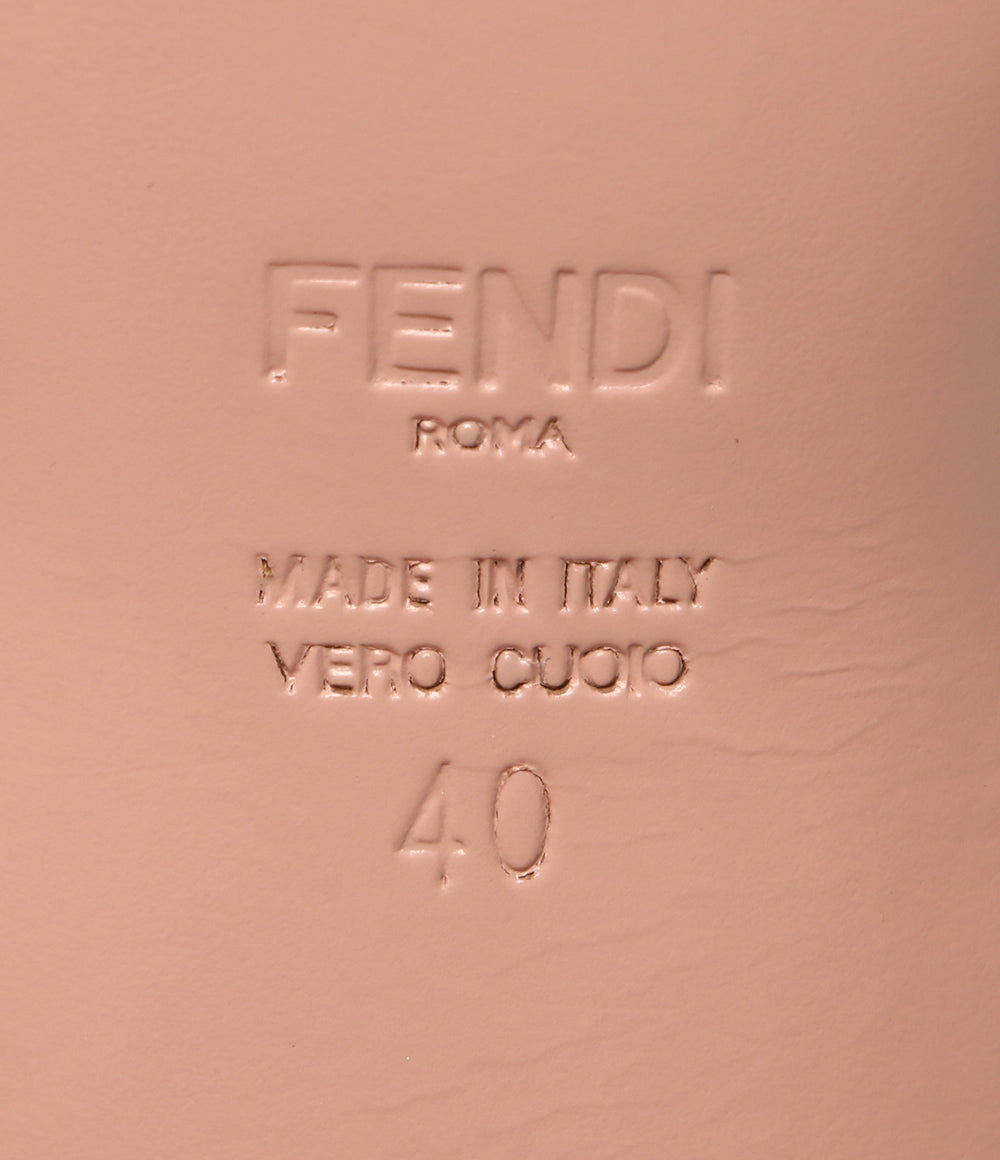 FENDI
ROMA
MADE IN ITALY
VERO CUOIO
40